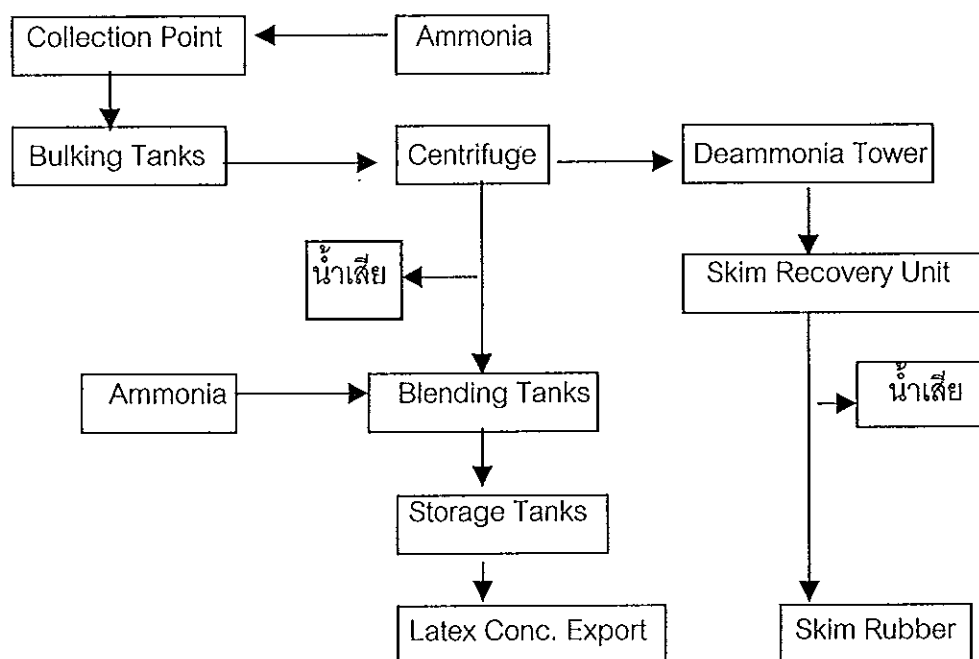 Collection Point
Ammonia
Bulking Tanks
Centrifuge
Deammonia Tower
น้ำเสีย
Skim Recovery Unit
Ammonia
Blending Tanks
น้ำเสีย
Storage Tanks
Latex Conc. Export
Skim Rubber